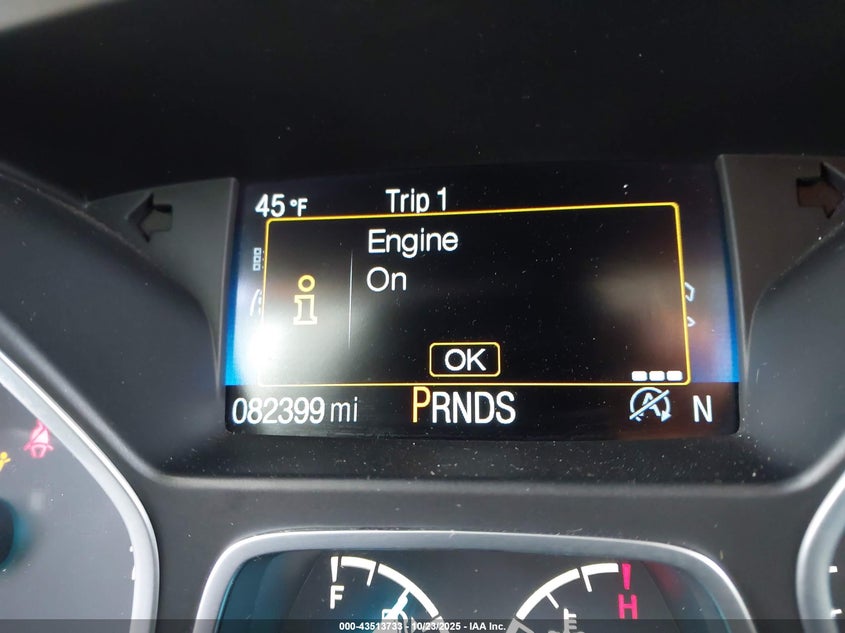 45°F Trip 1
Engine
On
OK
082399 mi PRNDS N
F H
000-43513733 - 10/23/2025 - IAA Inc.